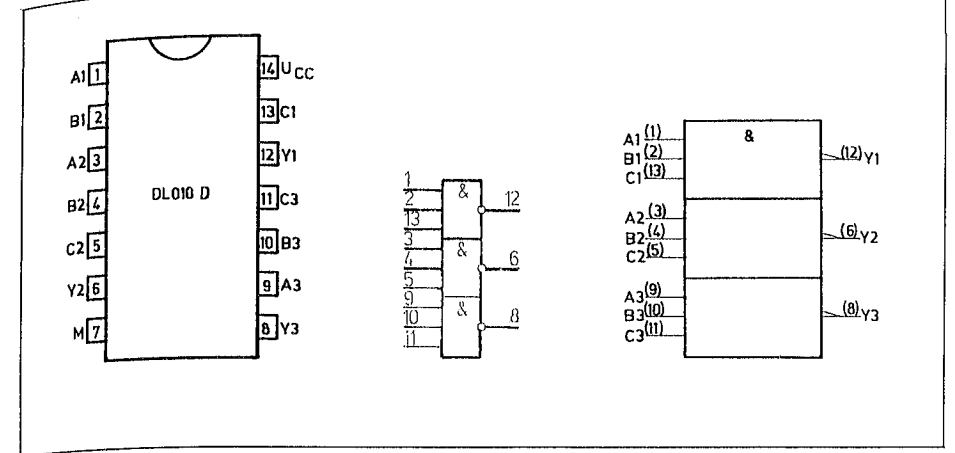 A1 1
B1 2
A2 3
B2 4
C2 5
Y2 6
M 7
DL010 D
14 UCC
13 C1
12 Y1
11 C3
10 B3
9 A3
8 Y3
1
2
13
3
4
5
9
10
11
&
&
&
12
6
8
A1 (1)
B1 (2)
C1 (13)
A2 (3)
B2 (4)
C2 (5)
A3 (9)
B3 (10)
C3 (11)
&
(12) Y1
(6) Y2
(8) Y3